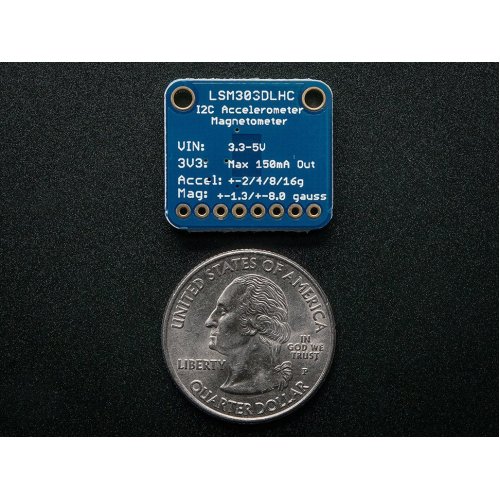 LSM303DLHC
I2C Accelerometer
Magnetometer
VIN: 3.3-5V
3V3: Max 150mA Out
Accel: +-2/4/8/16g
Mag: +-1.3/+-8.0 gauss
UNITED STATES OF AMERICA
LIBERTY
IN
GOD WE
TRUST
P
QUARTER DOLLAR